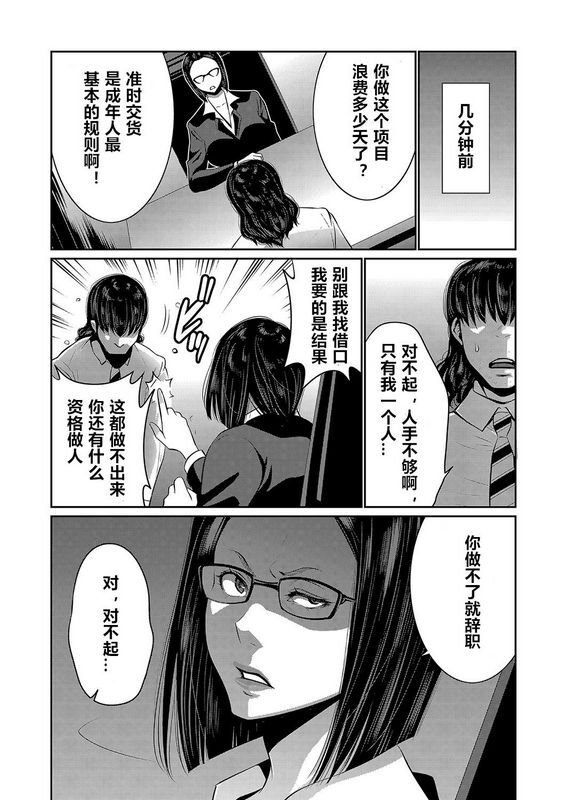 几分钟前
你做这个项目
浪费多少天了？
准时交货
是成年人最
基本的规则啊！
对不起，人手不够啊，
只有我一个人…
别跟我找借口
我要的是结果
这都做不出来
你还有什么
资格做人
你做不了就辞职
对，对不起…